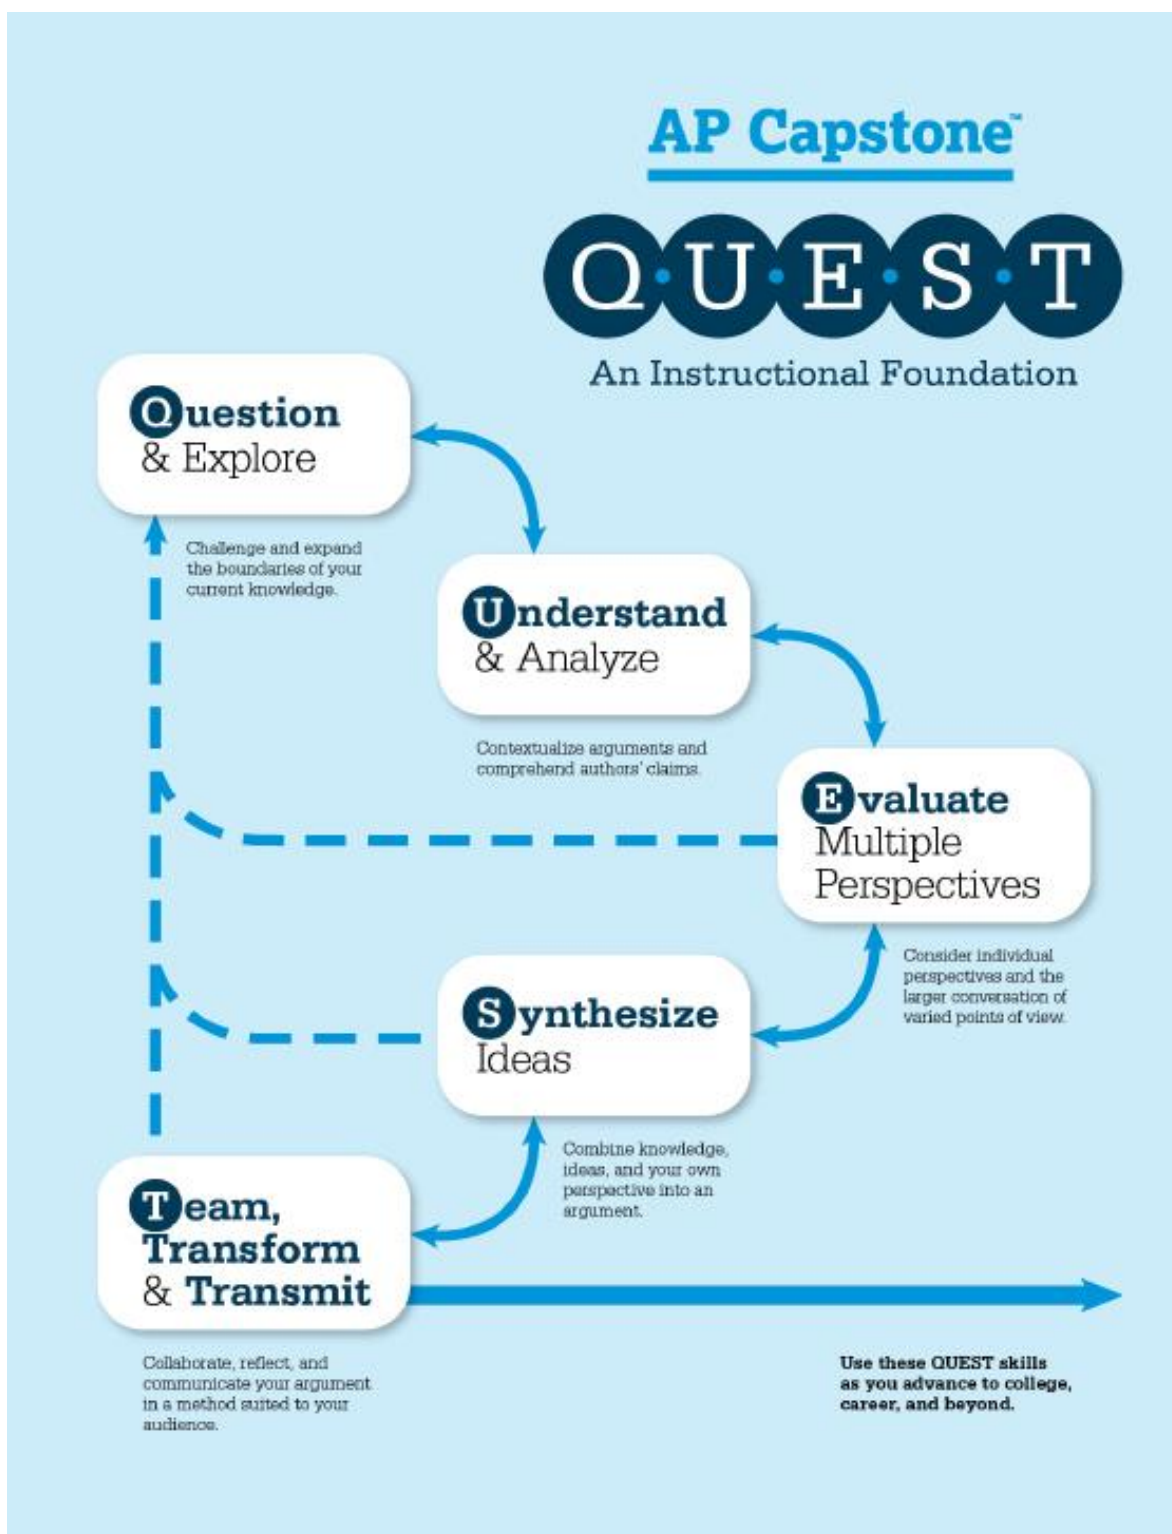 AP Capstone™
Q·U·E·S·T
An Instructional Foundation
Question
& Explore
Challenge and expand
the boundaries of your
current knowledge.
Understand
& Analyze
Contextualize arguments and
comprehend authors' claims.
Evaluate
Multiple
Perspectives
Consider individual
perspectives and the
larger conversation of
varied points of view.
Synthesize
Ideas
Combine knowledge,
ideas, and your own
perspective into an
argument.
Team,
Transform
& Transmit
Collaborate, reflect, and
communicate your argument
in a method suited to your
audience.
Use these QUEST skills
as you advance to college,
career, and beyond.